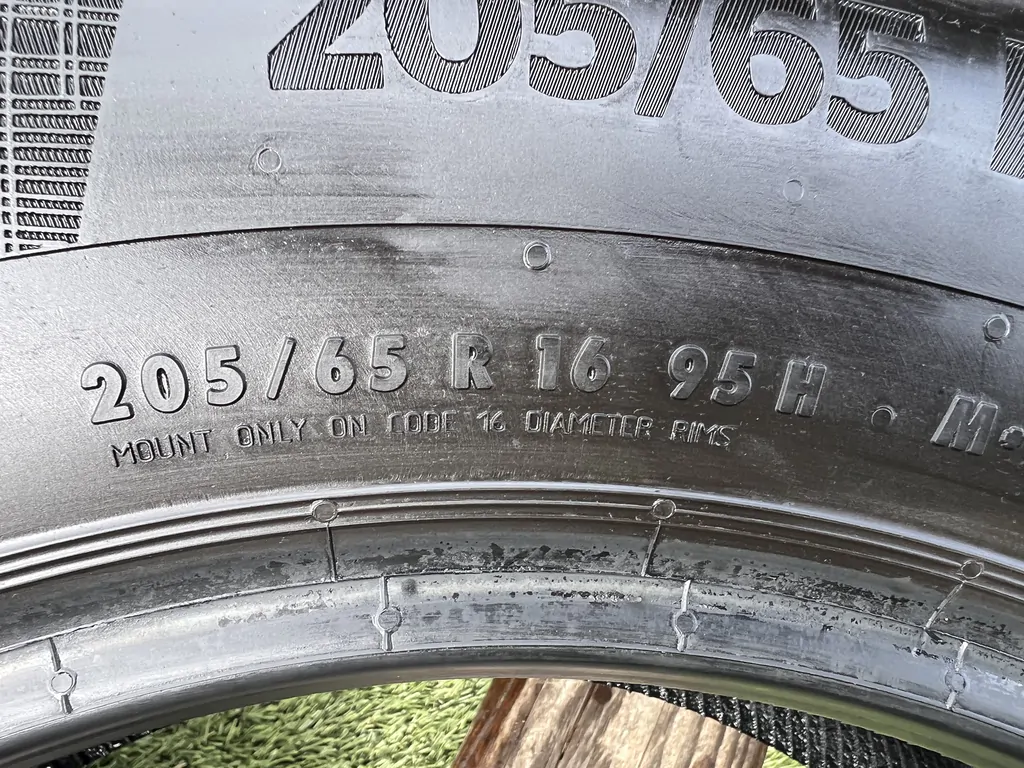 205/65
205/65 R 16 95 H · M
MOUNT ONLY ON CODE 16 DIAMETER RIMS